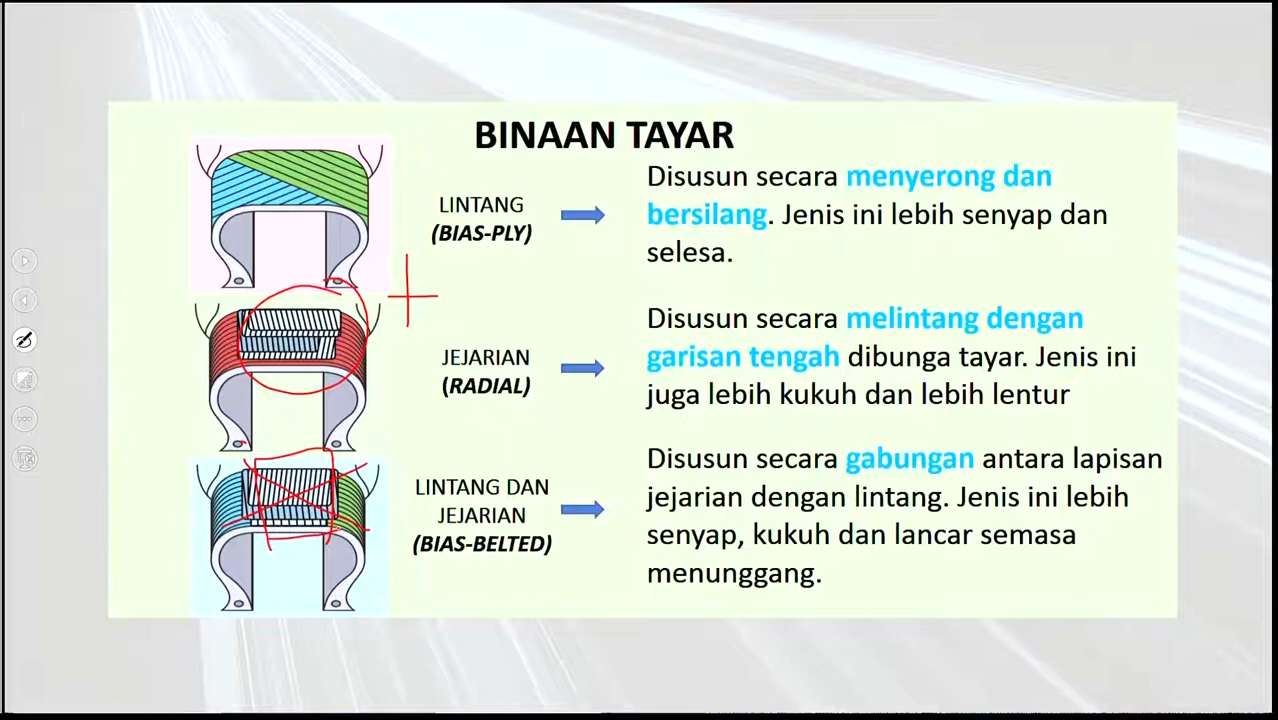 BINAAN TAYAR
LINTANG
(BIAS-PLY)
Disusun secara menyerong dan
bersilang. Jenis ini lebih senyap dan
selesa.
JEJARIAN
(RADIAL)
Disusun secara melintang dengan
garisan tengah dibunga tayar. Jenis ini
juga lebih kukuh dan lebih lentur
LINTANG DAN
JEJARIAN
(BIAS-BELTED)
Disusun secara gabungan antara lapisan
jejarian dengan lintang. Jenis ini lebih
senyap, kukuh dan lancar semasa
menunggang.